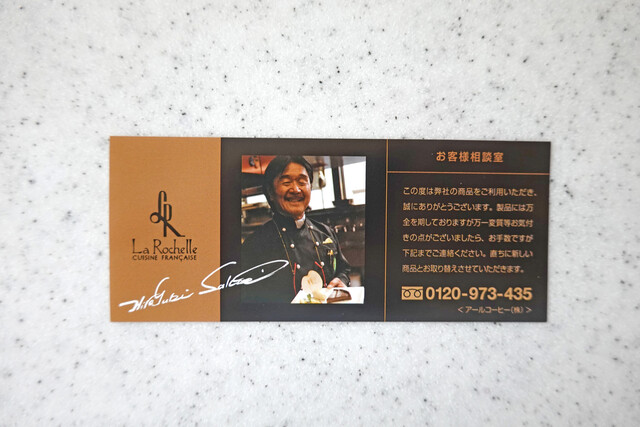 LR
La Rochelle
CUISINE FRANÇAISE
お客様相談室
この度は弊社の商品をご利用いただき、
誠にありがとうございます。製品には万
全を期しておりますが万一変質等お気付
きの点がございましたら、お手数ですが
下記までご連絡ください。直ちに新しい
商品とお取り替えさせていただきます。
0120-973-435
<アールコーヒー(株)>